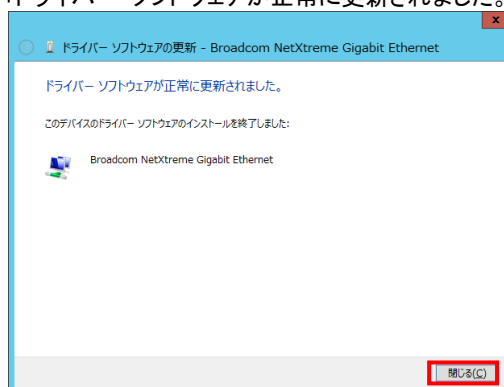 ドライバー ソフトウェアが正常に更新されました。
x
ドライバー ソフトウェアの更新 - Broadcom NetXtreme Gigabit Ethernet
ドライバー ソフトウェアが正常に更新されました。
このデバイスのドライバー ソフトウェアのインストールを終了しました:
Broadcom NetXtreme Gigabit Ethernet
閉じる(C)